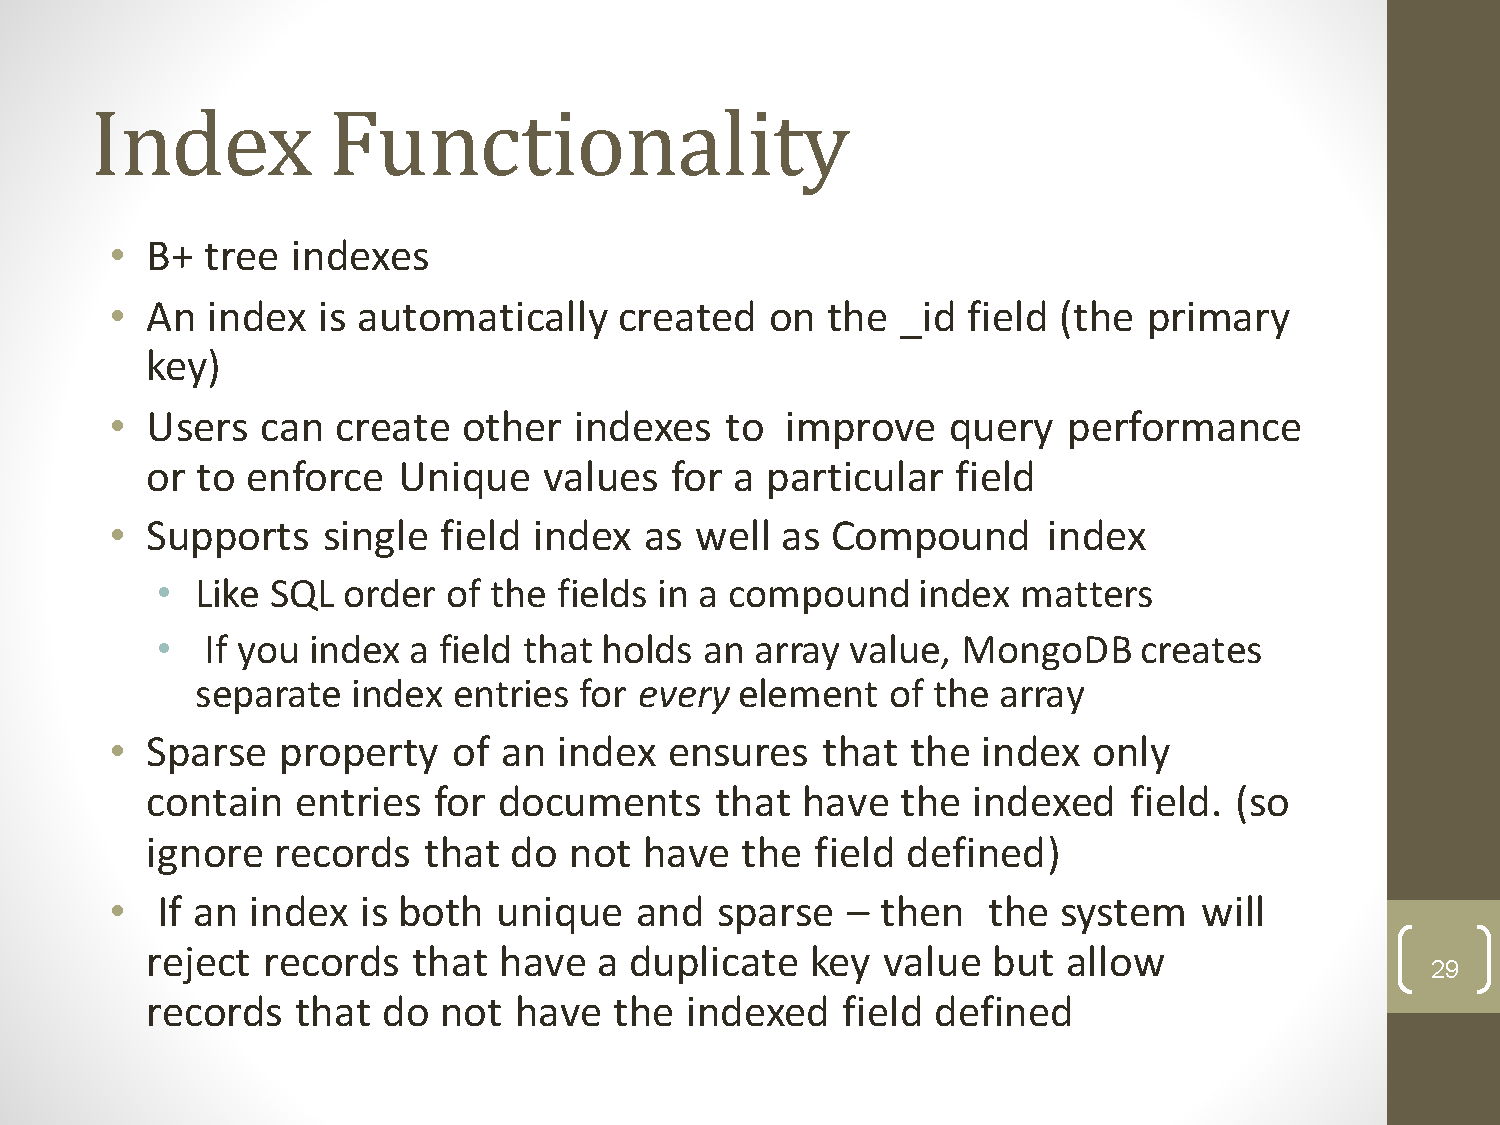 Index Functionality
• B+ tree indexes
• An index is automatically created on the _id field (the primary
key)
• Users can create other indexes to improve query performance
or to enforce Unique values for a particular field
• Supports single field index as well as Compound index
• Like SQL order of the fields in a compound index matters
• If you index a field that holds an array value, MongoDB creates
separate index entries for every element of the array
• Sparse property of an index ensures that the index only
contain entries for documents that have the indexed field. (so
ignore records that do not have the field defined)
• If an index is both unique and sparse – then the system will
reject records that have a duplicate key value but allow
records that do not have the indexed field defined
29